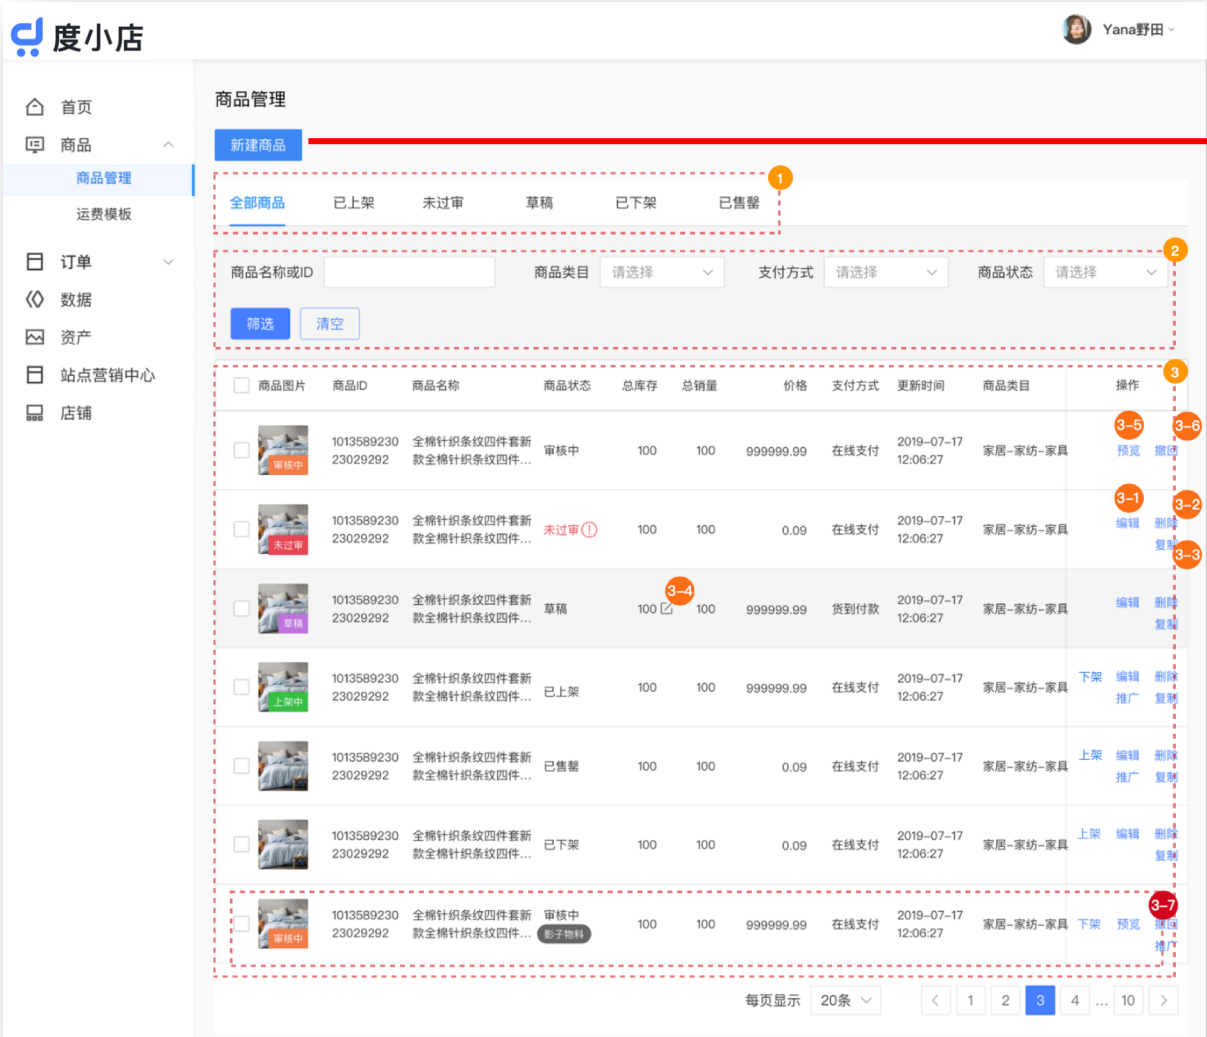 度小店
Yana野田
首页
商品
商品管理
运费模板
订单
数据
资产
站点营销中心
店铺
商品管理
新建商品
1
全部商品 已上架 未过审 草稿 已下架 已售罄
2
商品名称或ID 商品类目 请选择 支付方式 请选择 商品状态 请选择
筛选 清空
3
商品图片 商品ID 商品名称 商品状态 总库存 总销量 价格 支付方式 更新时间 商品类目 操作
3-5 3-6
1013589230 全棉针织条纹四件套新 2019-07-17
审核中 23029292 款全棉针织条纹四件... 审核中 100 100 999999.99 在线支付 12:06:27 家居-家纺-家具 预览 撤回
3-1 3-2
1013589230 全棉针织条纹四件套新 2019-07-17 编辑 删除
未过审 23029292 款全棉针织条纹四件... 未过审 100 100 0.09 在线支付 12:06:27 家居-家纺-家具 复制
3-3
3-4
1013589230 全棉针织条纹四件套新 2019-07-17 编辑 删除
草稿 23029292 款全棉针织条纹四件... 草稿 100 100 999999.99 货到付款 12:06:27 家居-家纺-家具 复制
1013589230 全棉针织条纹四件套新 2019-07-17 下架 编辑 删除
上架中 23029292 款全棉针织条纹四件... 已上架 100 100 999999.99 在线支付 12:06:27 家居-家纺-家具 推广 复制
1013589230 全棉针织条纹四件套新 2019-07-17 上架 编辑 删除
23029292 款全棉针织条纹四件... 已售罄 100 100 0.09 在线支付 12:06:27 家居-家纺-家具 推广 复制
1013589230 全棉针织条纹四件套新 2019-07-17 上架 编辑 删除
23029292 款全棉针织条纹四件... 已下架 100 100 0.09 在线支付 12:06:27 家居-家纺-家具 复制
3-7
1013589230 全棉针织条纹四件套新 审核中 2019-07-17 下架 预览 撤回
审核中 23029292 款全棉针织条纹四件... 影子物料 100 100 999999.99 在线支付 12:06:27 家居-家纺-家具 推广
每页显示 20条 1 2 3 4 ... 10